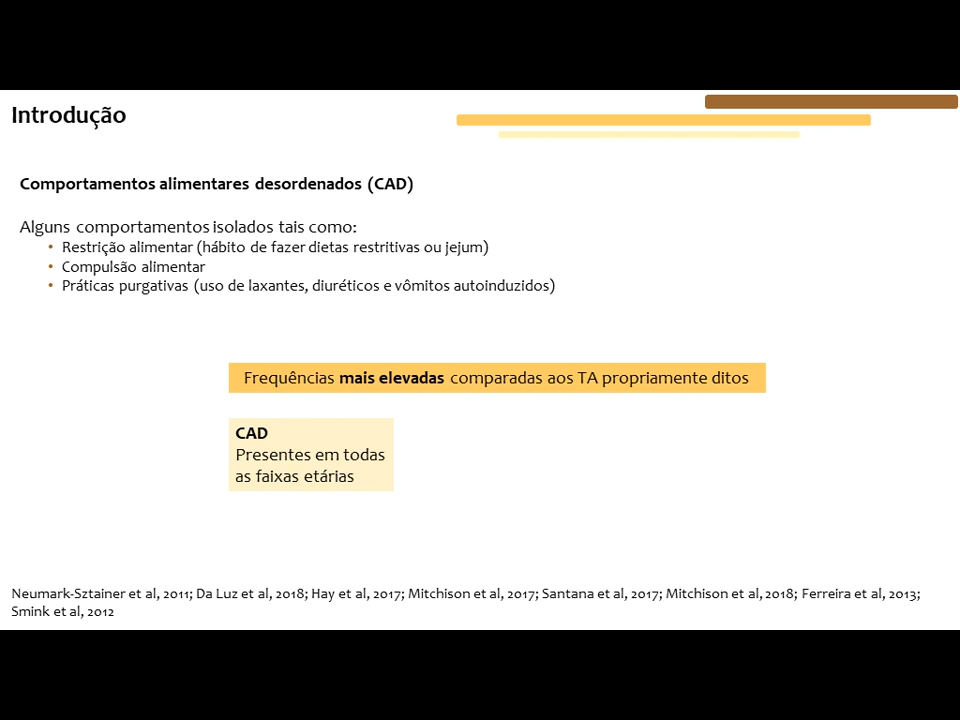 Introdução
Comportamentos alimentares desordenados (CAD)
Alguns comportamentos isolados tais como:
• Restrição alimentar (hábito de fazer dietas restritivas ou jejum)
• Compulsão alimentar
• Práticas purgativas (uso de laxantes, diuréticos e vômitos autoinduzidos)
Frequências mais elevadas comparadas aos TA propriamente ditos
CAD
Presentes em todas
as faixas etárias
Neumark-Sztainer et al, 2011; Da Luz et al, 2018; Hay et al, 2017; Mitchison et al, 2017; Santana et al, 2017; Mitchison et al, 2018; Ferreira et al, 2013;
Smink et al, 2012